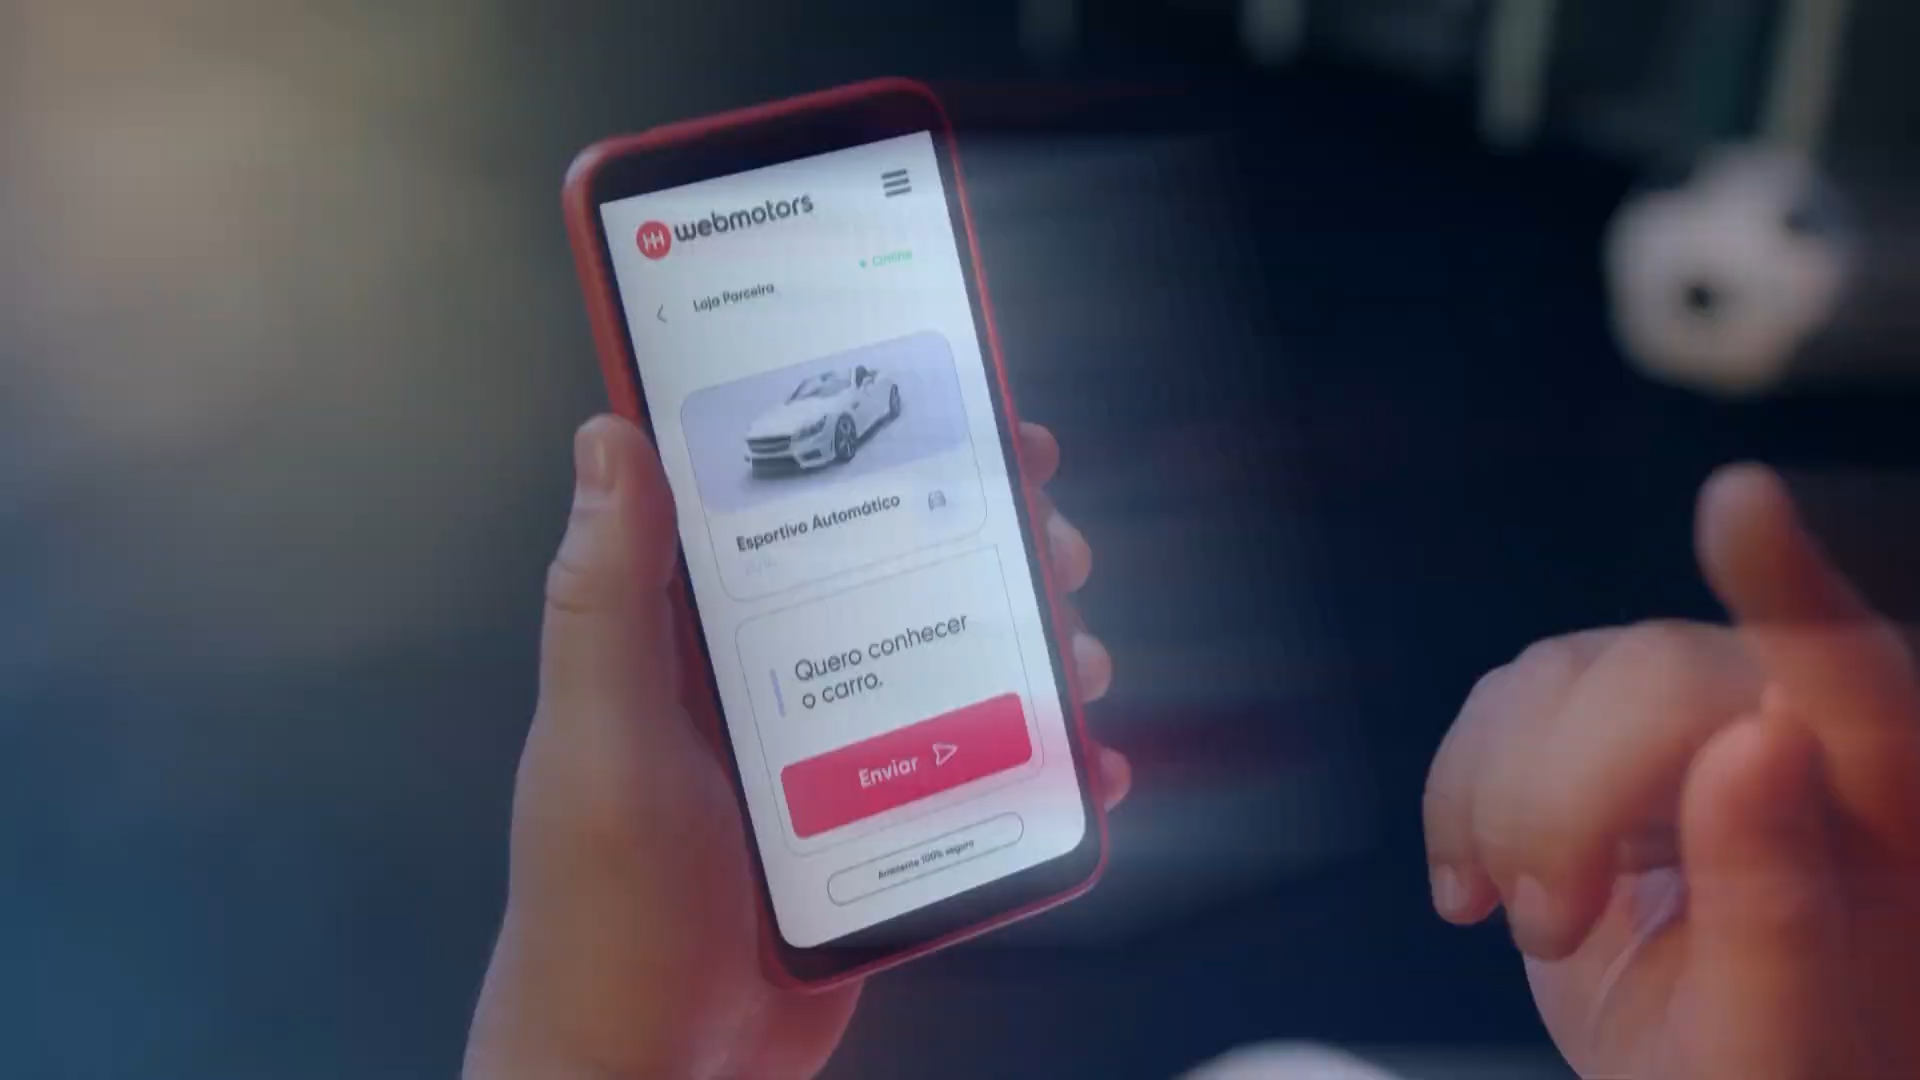 webmotors
Online
Loja Parceira
Esportivo Automático
Quero conhecer
o carro.
Enviar
Ambiente 100% seguro